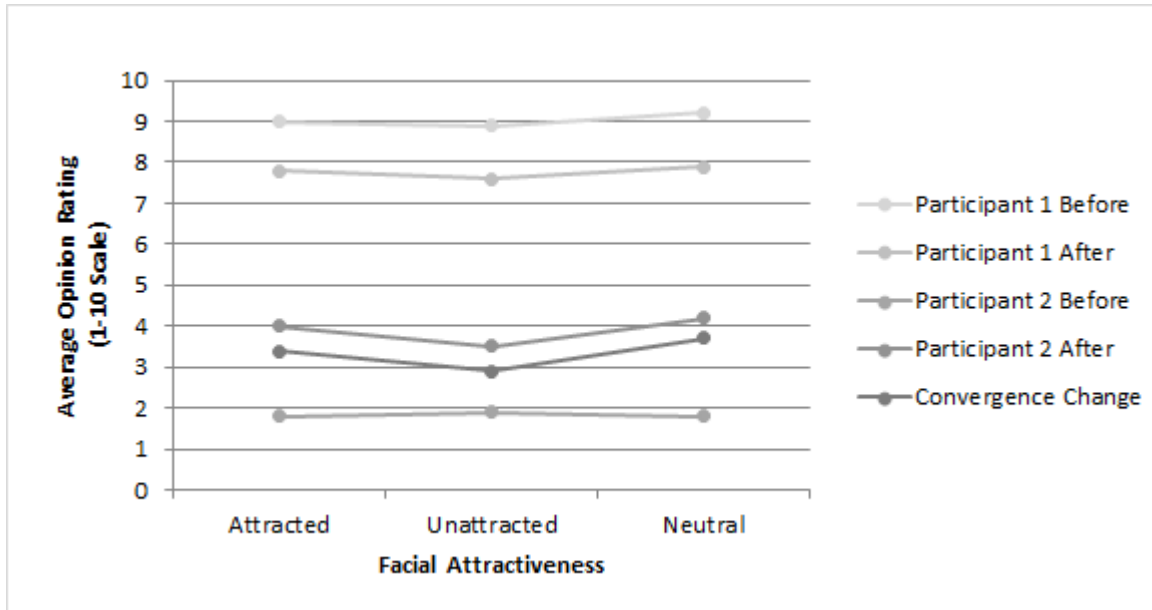 10
9
8
7
6
5
4
3
2
1
0
Average Opinion Rating
(1-10 Scale)
Attracted
Unattracted
Neutral
Facial Attractiveness
Participant 1 Before
Participant 1 After
Participant 2 Before
Participant 2 After
Convergence Change